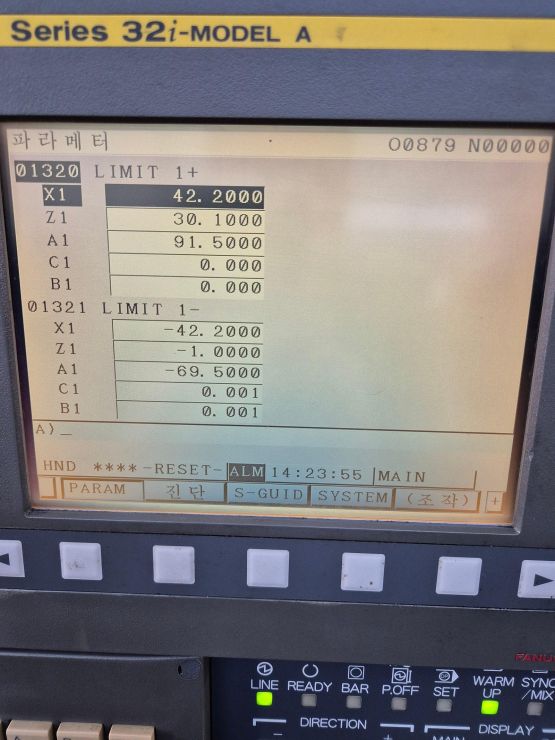 Series 32i-MODEL A
파라메터 O0879 N00000
01320 LIMIT 1+
X1 42.2000
Z1 30.1000
A1 91.5000
C1 0.000
B1 0.000
01321 LIMIT 1-
X1 -42.2000
Z1 -1.0000
A1 -69.5000
C1 0.001
B1 0.001
A)_
HND ****-RESET- ALM 14:23:55 MAIN
PARAM 진단 S-GUID SYSTEM (조작) +
LINE READY BAR P.OFF SET WARM UP SYNC /MIX
- DIRECTION + DISPLAY